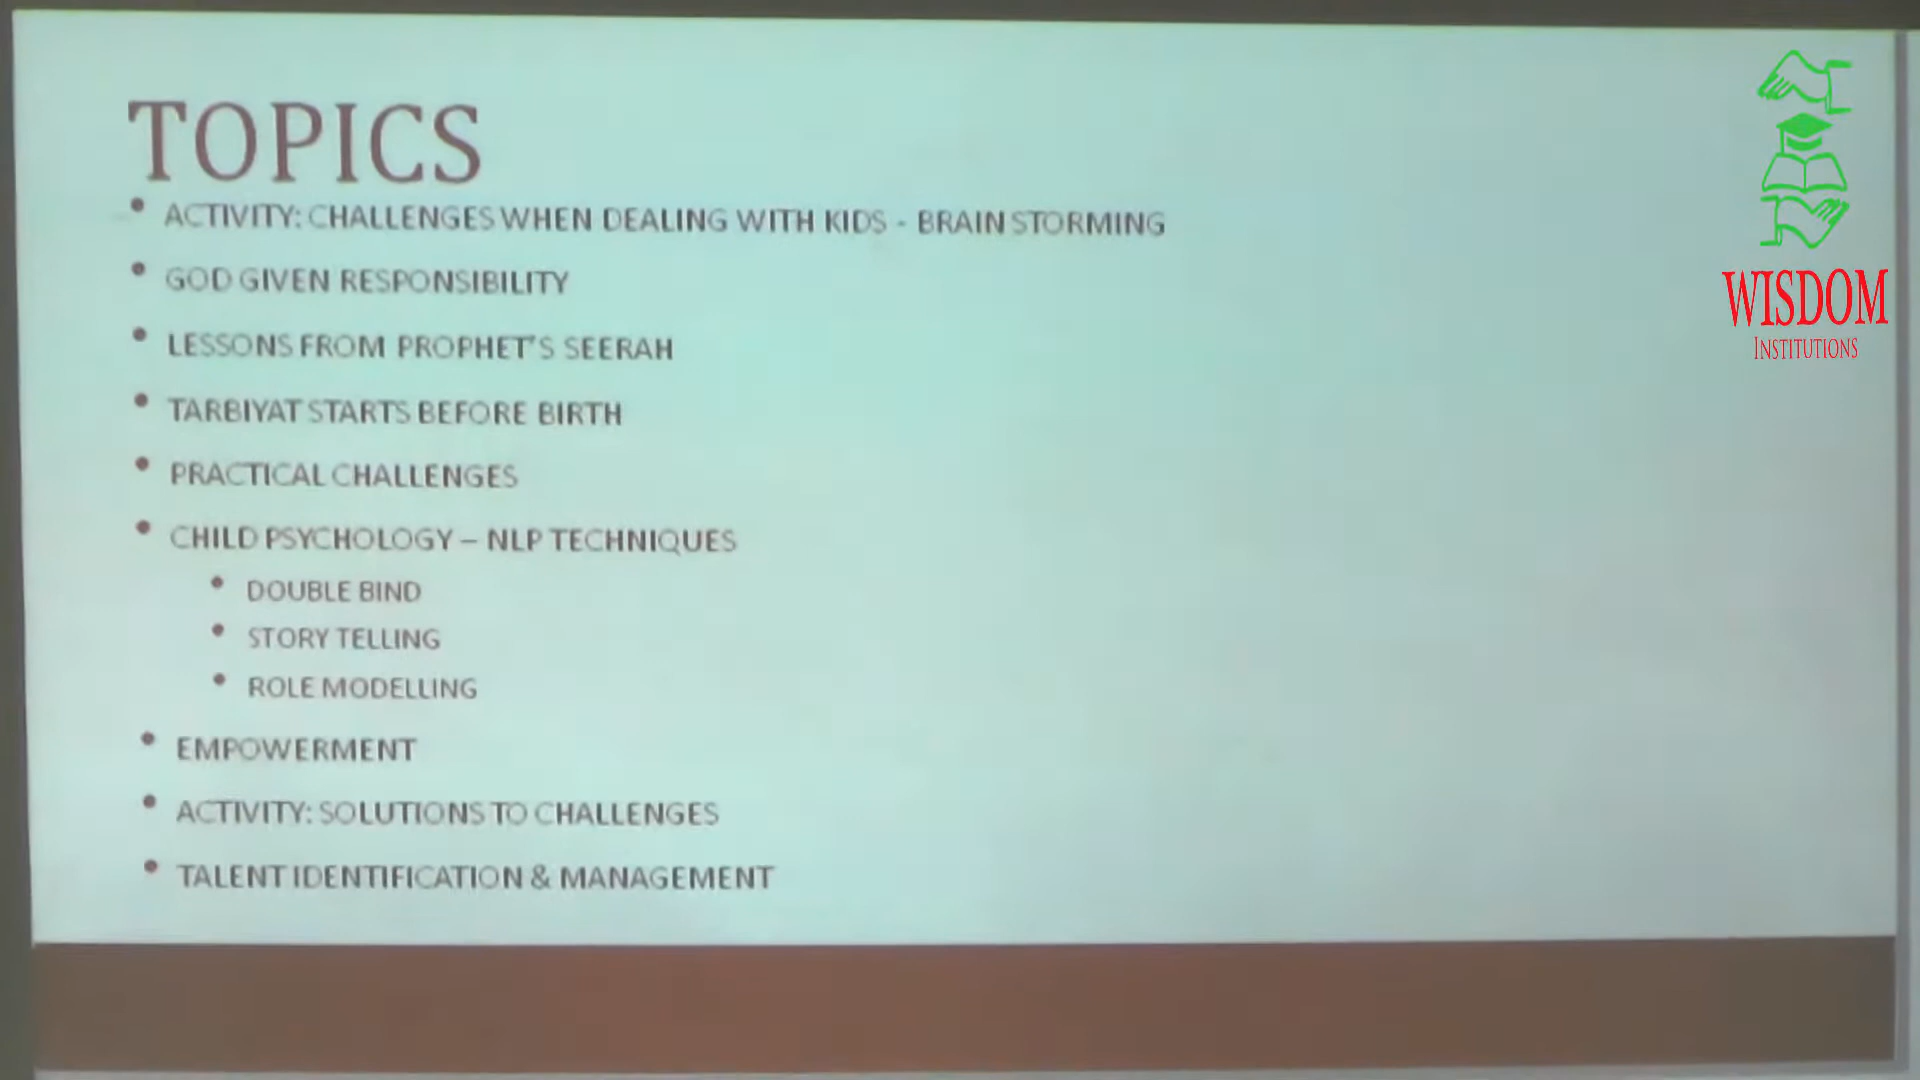 TOPICS
• ACTIVITY: CHALLENGES WHEN DEALING WITH KIDS - BRAIN STORMING
• GOD GIVEN RESPONSIBILITY
• LESSONS FROM PROPHET'S SEERAH
• TARBIYAT STARTS BEFORE BIRTH
• PRACTICAL CHALLENGES
• CHILD PSYCHOLOGY – NLP TECHNIQUES
• DOUBLE BIND
• STORY TELLING
• ROLE MODELLING
• EMPOWERMENT
• ACTIVITY: SOLUTIONS TO CHALLENGES
• TALENT IDENTIFICATION & MANAGEMENT
WISDOM
INSTITUTIONS